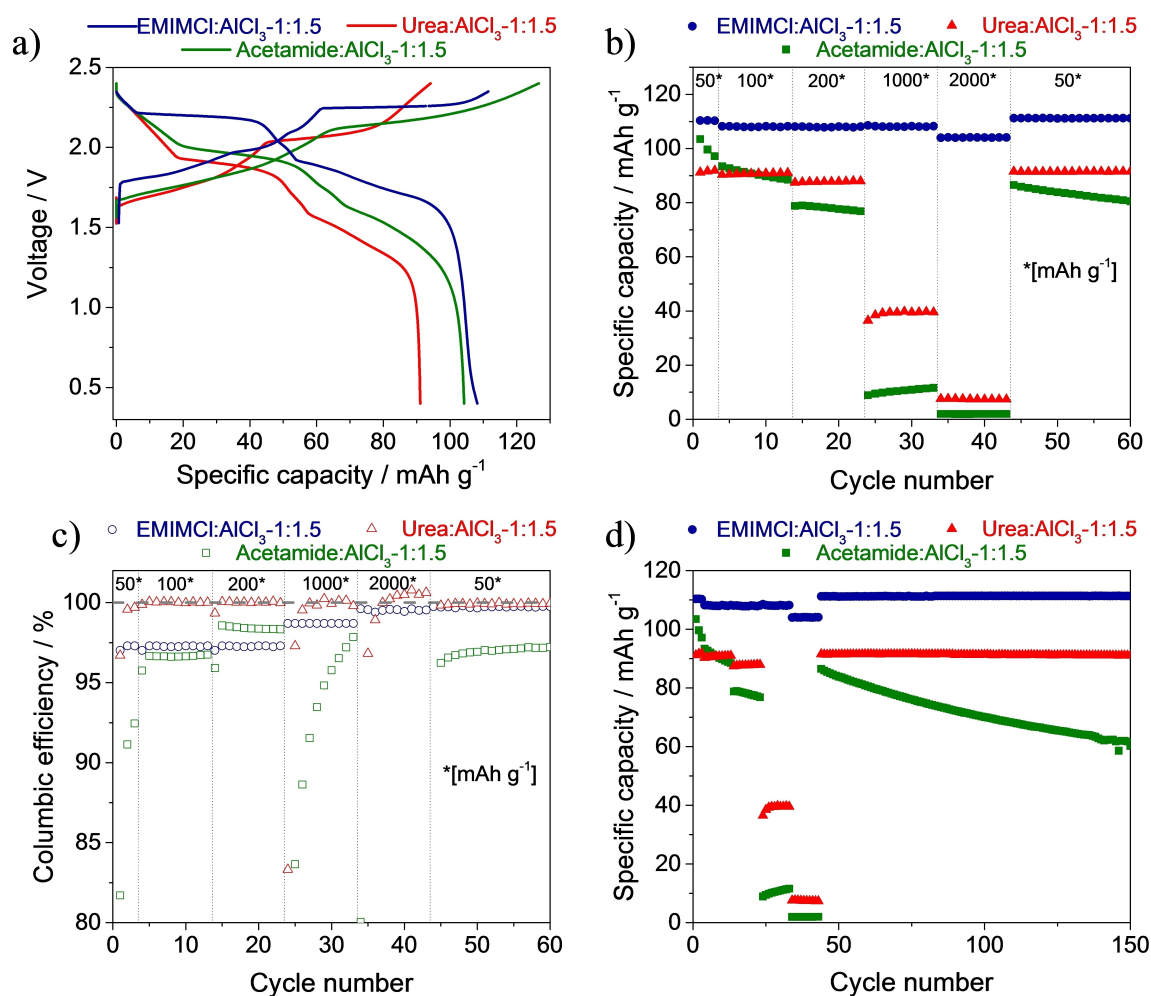 a)
EMIMCl:AlCl₃-1:1.5 Urea:AlCl₃-1:1.5
Acetamide:AlCl₃-1:1.5
2.5
2.0
1.5
1.0
0.5
Voltage / V
0 20 40 60 80 100 120
Specific capacity / mAh g⁻¹
b)
EMIMCl:AlCl₃-1:1.5 Urea:AlCl₃-1:1.5
Acetamide:AlCl₃-1:1.5
50* 100* 200* 1000* 2000* 50*
120
100
80
60
40
20
0
*[mAh g⁻¹]
Specific capacity / mAh g⁻¹
0 10 20 30 40 50 60
Cycle number
c)
EMIMCl:AlCl₃-1:1.5 Urea:AlCl₃-1:1.5
Acetamide:AlCl₃-1:1.5
50* 100* 200* 1000* 2000* 50*
100
95
90
85
80
*[mAh g⁻¹]
Columbic efficiency / %
0 10 20 30 40 50 60
Cycle number
d)
EMIMCl:AlCl₃-1:1.5 Urea:AlCl₃-1:1.5
Acetamide:AlCl₃-1:1.5
120
100
80
60
40
20
0
Specific capacity / mAh g⁻¹
0 50 100 150
Cycle number